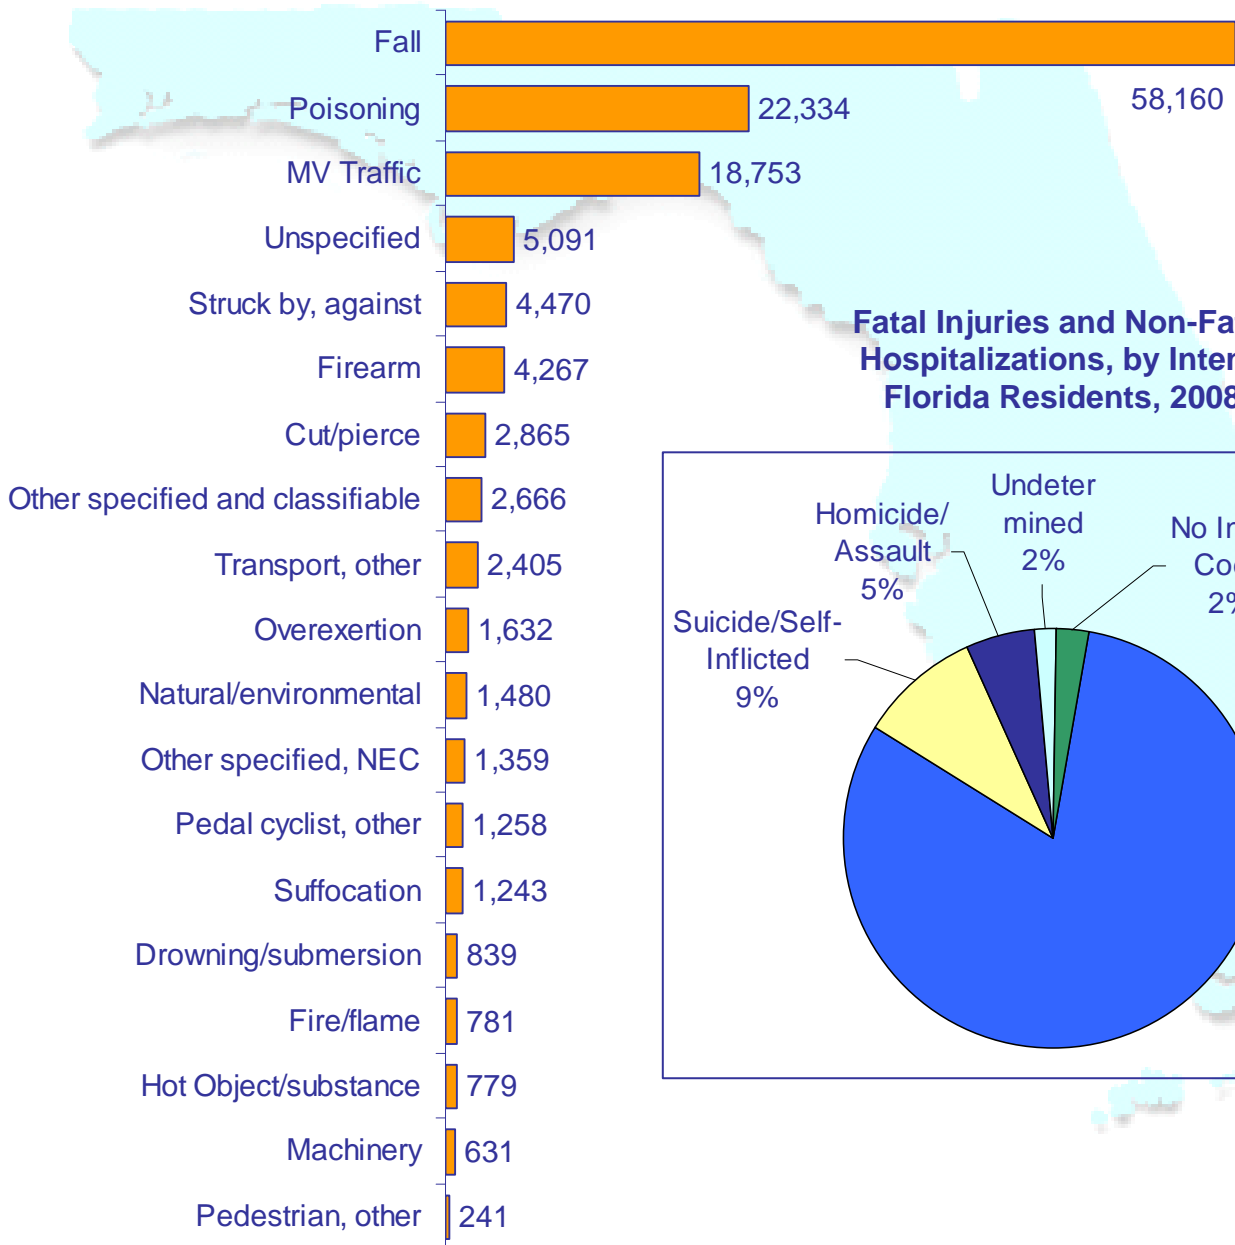 Fall
58,160
Poisoning
22,334
MV Traffic
18,753
Unspecified
5,091
Struck by, against
4,470
Firearm
4,267
Cut/pierce
2,865
Other specified and classifiable
2,666
Transport, other
2,405
Overexertion
1,632
Natural/environmental
1,480
Other specified, NEC
1,359
Pedal cyclist, other
1,258
Suffocation
1,243
Drowning/submersion
839
Fire/flame
781
Hot Object/substance
779
Machinery
631
Pedestrian, other
241
Fatal Injuries and Non-Fa
Hospitalizations, by Inter
Florida Residents, 2008
Suicide/Self-
Inflicted
9%
Homicide/
Assault
5%
Undeter
mined
2%
No In
Co
2%